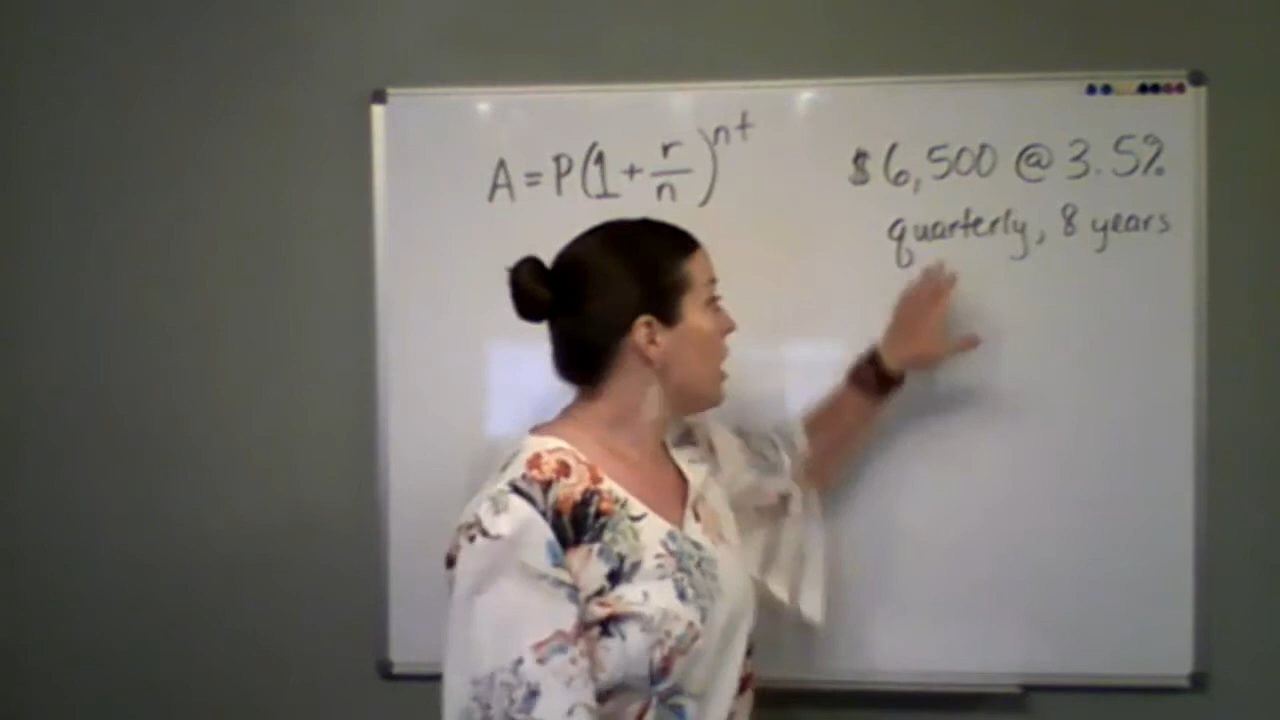 A = P(1 + r/n)^nt
$6,500 @ 3.5%
quarterly, 8 years